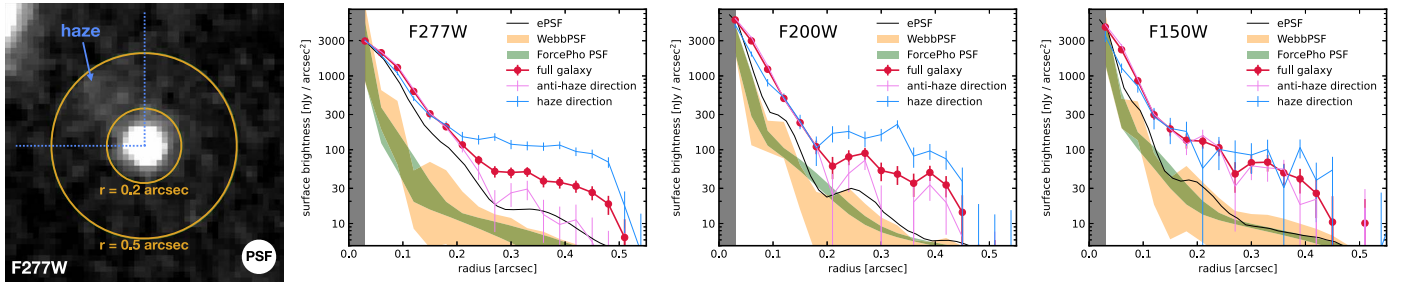 haze
r = 0.2 arcsec
r = 0.5 arcsec
F277W
PSF
F277W
ePSF
WebbPSF
ForcePho PSF
full galaxy
anti-haze direction
haze direction
surface brightness [nJy / arcsec²]
3000
1000
300
100
30
10
0.0 0.1 0.2 0.3 0.4 0.5
radius [arcsec]
F200W
ePSF
WebbPSF
ForcePho PSF
full galaxy
anti-haze direction
haze direction
surface brightness [nJy / arcsec²]
3000
1000
300
100
30
10
0.0 0.1 0.2 0.3 0.4 0.5
radius [arcsec]
F150W
ePSF
WebbPSF
ForcePho PSF
full galaxy
anti-haze direction
haze direction
surface brightness [nJy / arcsec²]
3000
1000
300
100
30
10
0.0 0.1 0.2 0.3 0.4 0.5
radius [arcsec]